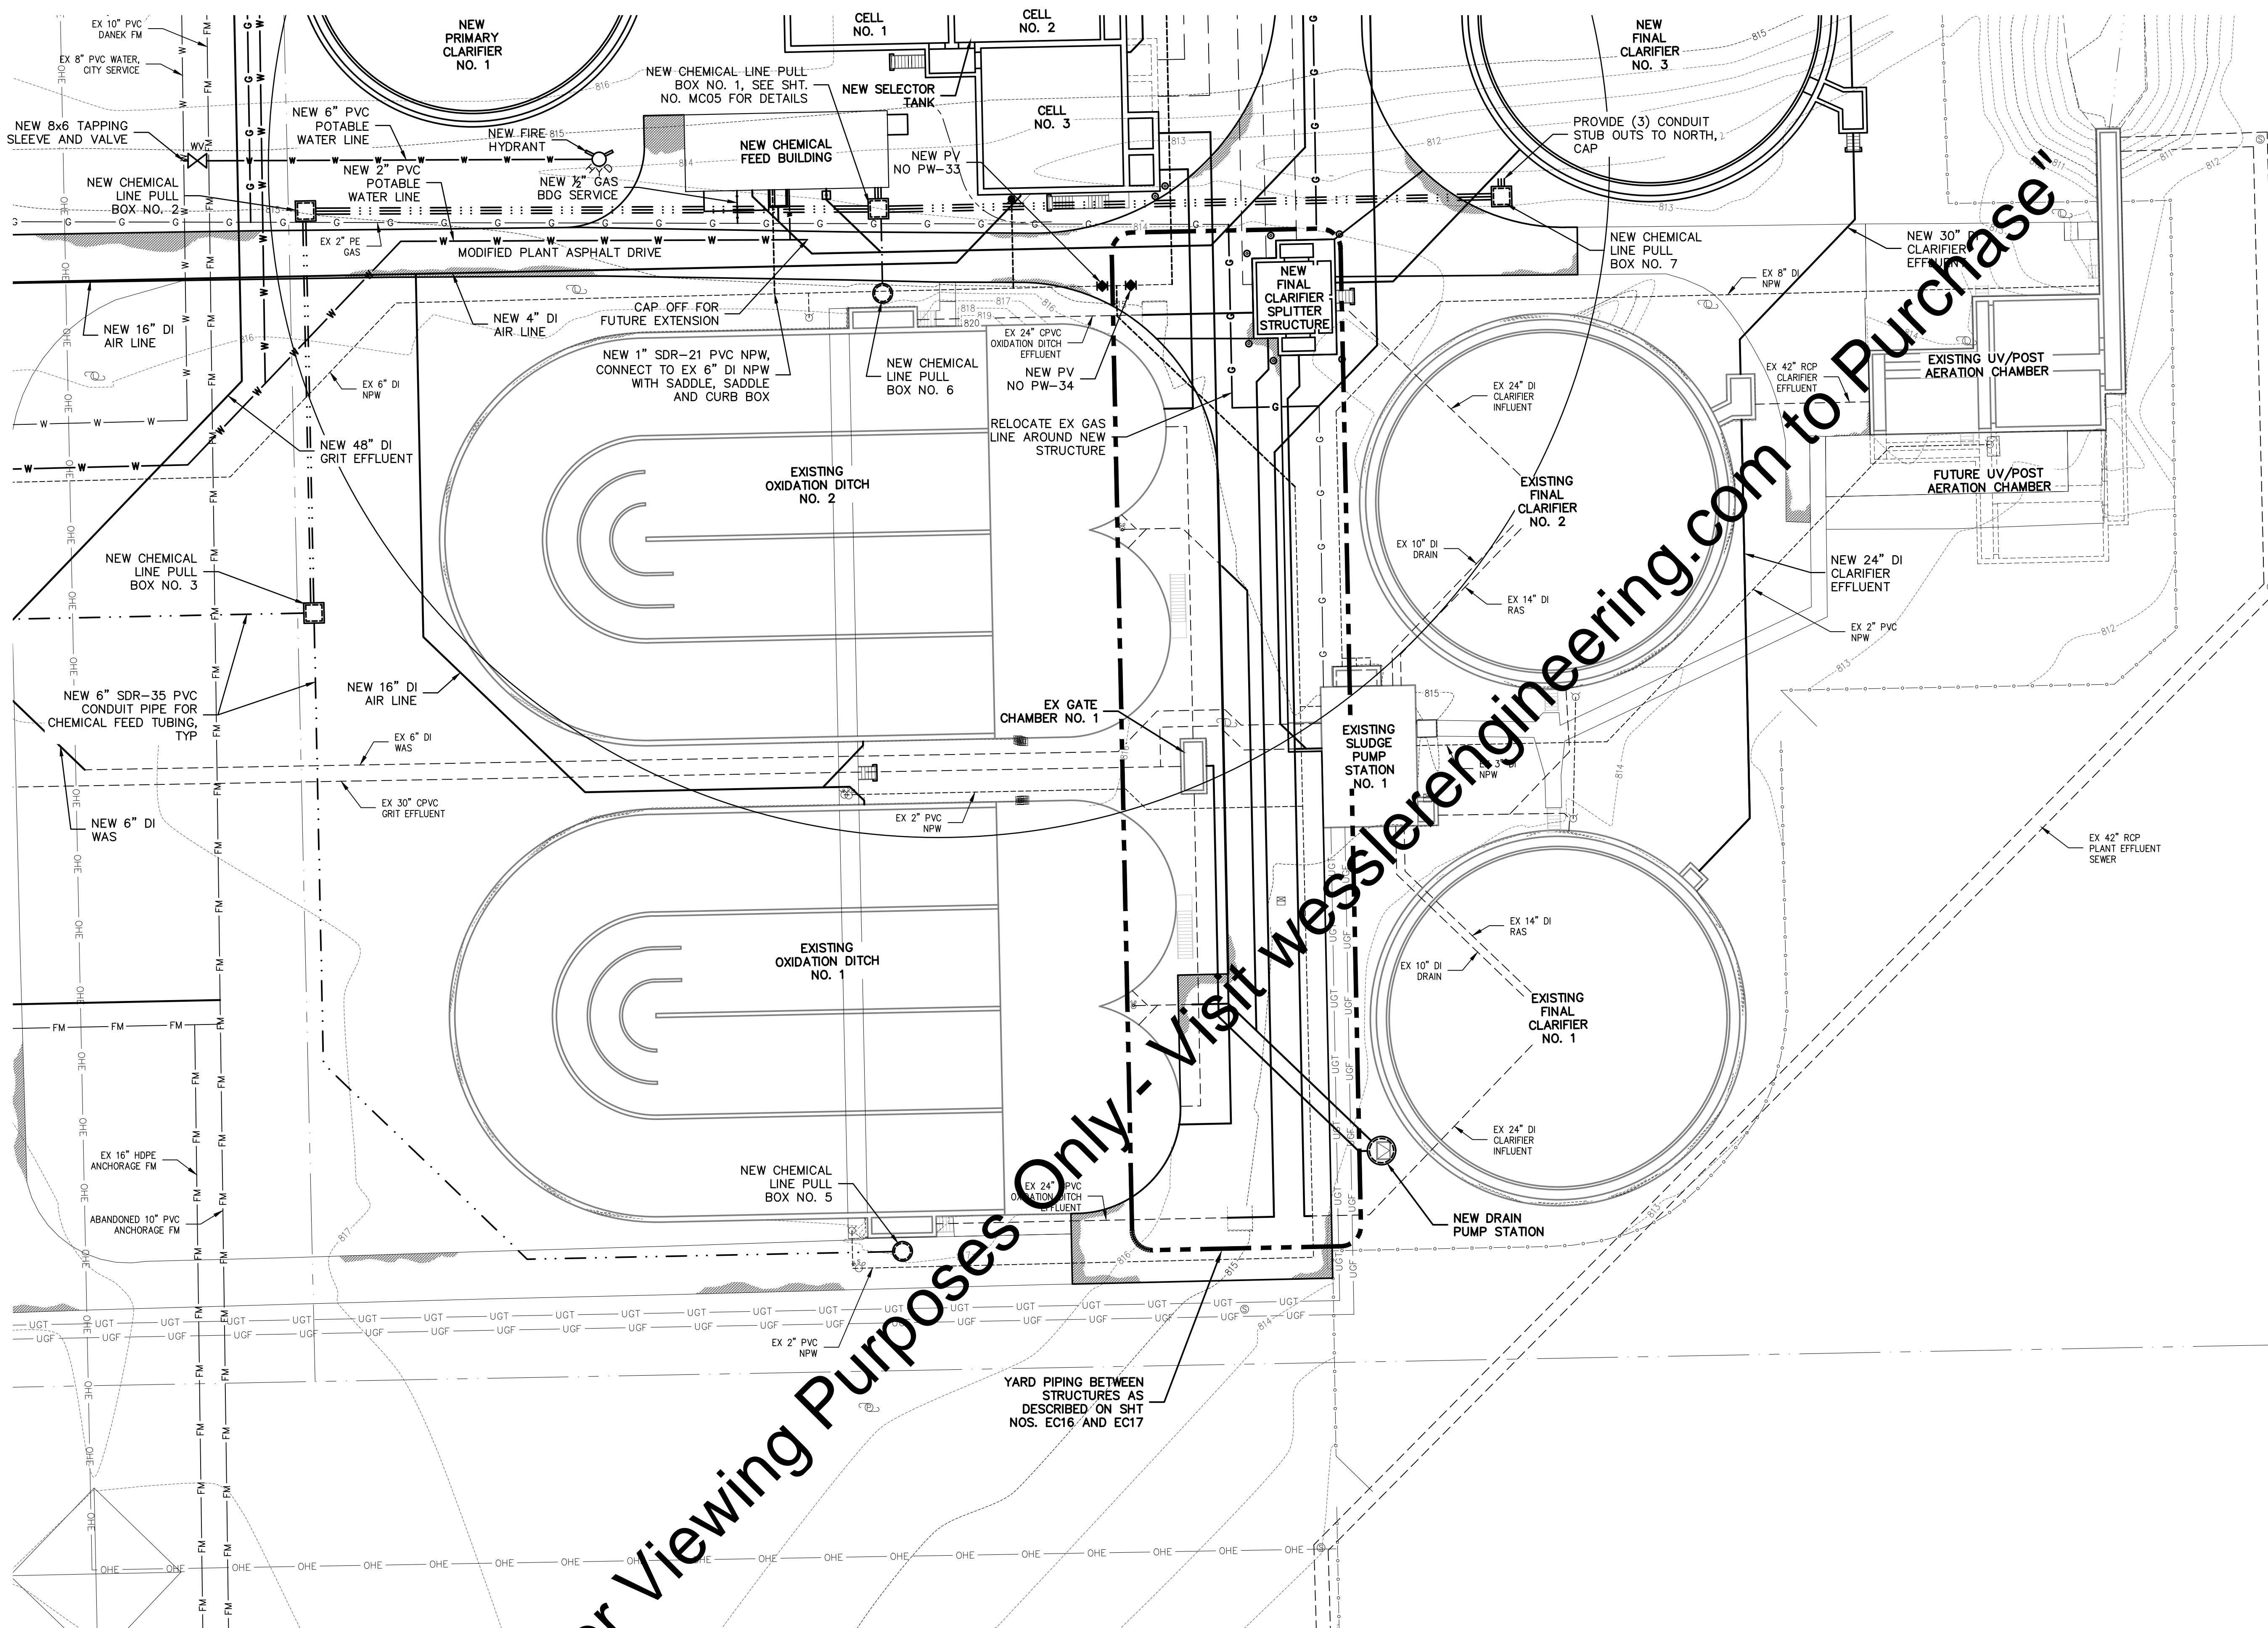 EX 10" PVC
DANEK FM
EX 8" PVC WATER,
CITY SERVICE
NEW
PRIMARY
CLARIFIER
NO. 1
CELL
NO. 1
CELL
NO. 2
NEW
FINAL
CLARIFIER
NO. 3
NEW CHEMICAL LINE PULL
BOX NO. 1, SEE SHT.
NO. MC05 FOR DETAILS
NEW SELECTOR
TANK
CELL
NO. 3
NEW 8x6 TAPPING
SLEEVE AND VALVE
WV
NEW 6" PVC
POTABLE
WATER LINE
NEW FIRE
HYDRANT
NEW CHEMICAL
FEED BUILDING
NEW PV
NO PW-33
PROVIDE (3) CONDUIT
STUB OUTS TO NORTH,
CAP
NEW CHEMICAL
LINE PULL
BOX NO. 2
NEW 2" PVC
POTABLE
WATER LINE
NEW ½" GAS
BDG SERVICE
EX 2" PE
GAS
MODIFIED PLANT ASPHALT DRIVE
NEW CHEMICAL
LINE PULL
BOX NO. 7
NEW 30" D
CLARIFIER
EFFLUENT
EX 8" DI
NPW
NEW
FINAL
CLARIFIER
SPLITTER
STRUCTURE
NEW 16" DI
AIR LINE
NEW 4" DI
AIR LINE
CAP OFF FOR
FUTURE EXTENSION
EX 24" CPVC
OXIDATION DITCH
EFFLUENT
NEW 1" SDR-21 PVC NPW,
CONNECT TO EX 6" DI NPW
WITH SADDLE, SADDLE
AND CURB BOX
NEW CHEMICAL
LINE PULL
BOX NO. 6
NEW PV
NO PW-34
EX 6" DI
NPW
EX 24" DI
CLARIFIER
INFLUENT
EX 42" RCP
CLARIFIER
EFFLUENT
EXISTING UV/POST
AERATION CHAMBER
NEW 48" DI
GRIT EFFLUENT
RELOCATE EX GAS
LINE AROUND NEW
STRUCTURE
EXISTING
OXIDATION DITCH
NO. 2
EXISTING
FINAL
CLARIFIER
NO. 2
FUTURE UV/POST
AERATION CHAMBER
EX 10" DI
DRAIN
NEW CHEMICAL
LINE PULL
BOX NO. 3
EX 14" DI
RAS
NEW 24" DI
CLARIFIER
EFFLUENT
EX 2" PVC
NPW
NEW 6" SDR-35 PVC
CONDUIT PIPE FOR
CHEMICAL FEED TUBING,
TYP
NEW 16" DI
AIR LINE
EX GATE
CHAMBER NO. 1
EXISTING
SLUDGE
PUMP
STATION
NO. 1
EX 6" DI
WAS
EX 3" DI
NPW
EX 30" CPVC
GRIT EFFLUENT
NEW 6" DI
WAS
EX 2" PVC
NPW
EX 42" RCP
PLANT EFFLUENT
SEWER
EX 14" DI
RAS
EX 10" DI
DRAIN
EXISTING
OXIDATION DITCH
NO. 1
EXISTING
FINAL
CLARIFIER
NO. 1
EX 16" HDPE
ANCHORAGE FM
ABANDONED 10" PVC
ANCHORAGE FM
NEW CHEMICAL
LINE PULL
BOX NO. 5
EX 24" PVC
OXIDATION DITCH
EFFLUENT
EX 24" DI
CLARIFIER
INFLUENT
NEW DRAIN
PUMP STATION
EX 2" PVC
NPW
YARD PIPING BETWEEN
STRUCTURES AS
DESCRIBED ON SHT
NOS. EC16 AND EC17
er Viewing Purposes Only - Visit wesslerengineering.com to Purchase"